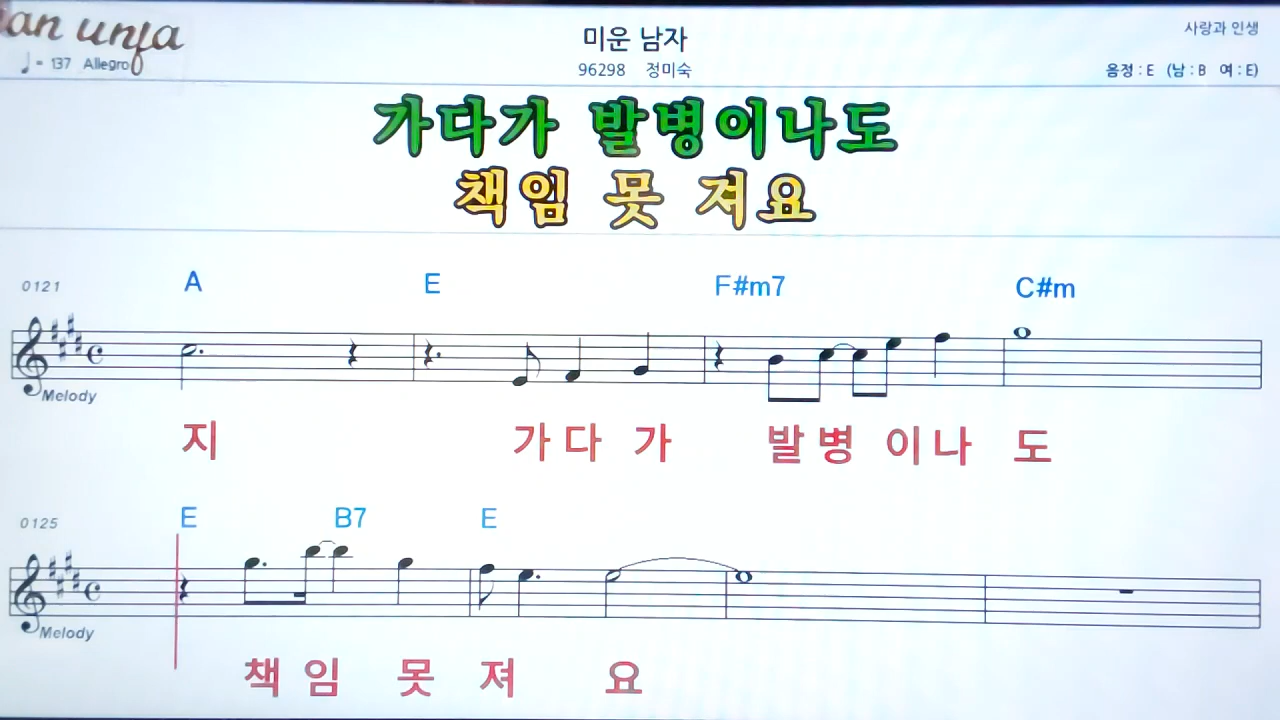 미운 남자
사랑과 인생
♩= 137 Allegro
96298 정미숙
음정 : E (남 : B 여 : E)
가다가 발병이나도
책임 못 져요
0121 A E F#m7 C#m
Melody
지 가 다 가 발 병 이 나 도
0125 E B7 E
Melody
책 임 못 져 요